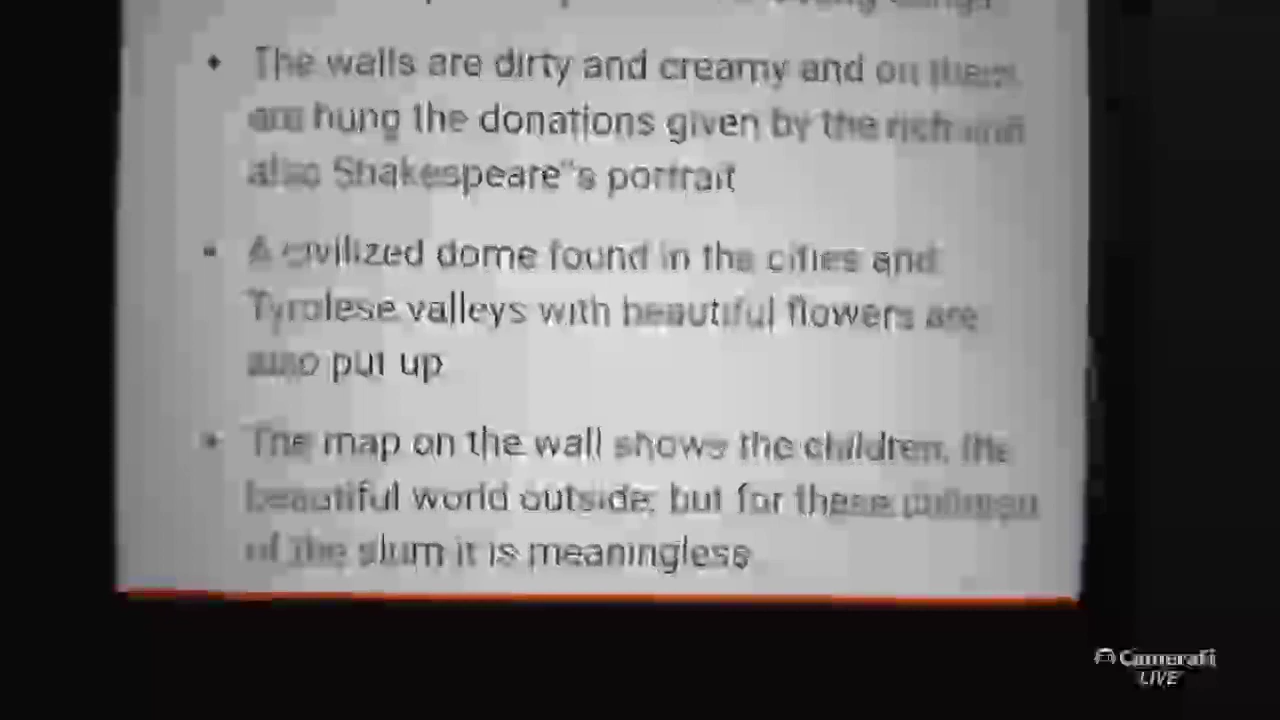 The walls are dirty and creamy and on them
are hung the donations given by the rich and
also Shakespeare"s portrait
A civilized dome found in the cities and
Tyrolese valleys with beautiful flowers are
also put up
The map on the wall shows the children, the
beautiful world outside; but for these
of the slum it is meaningless
CameraFi
LIVE